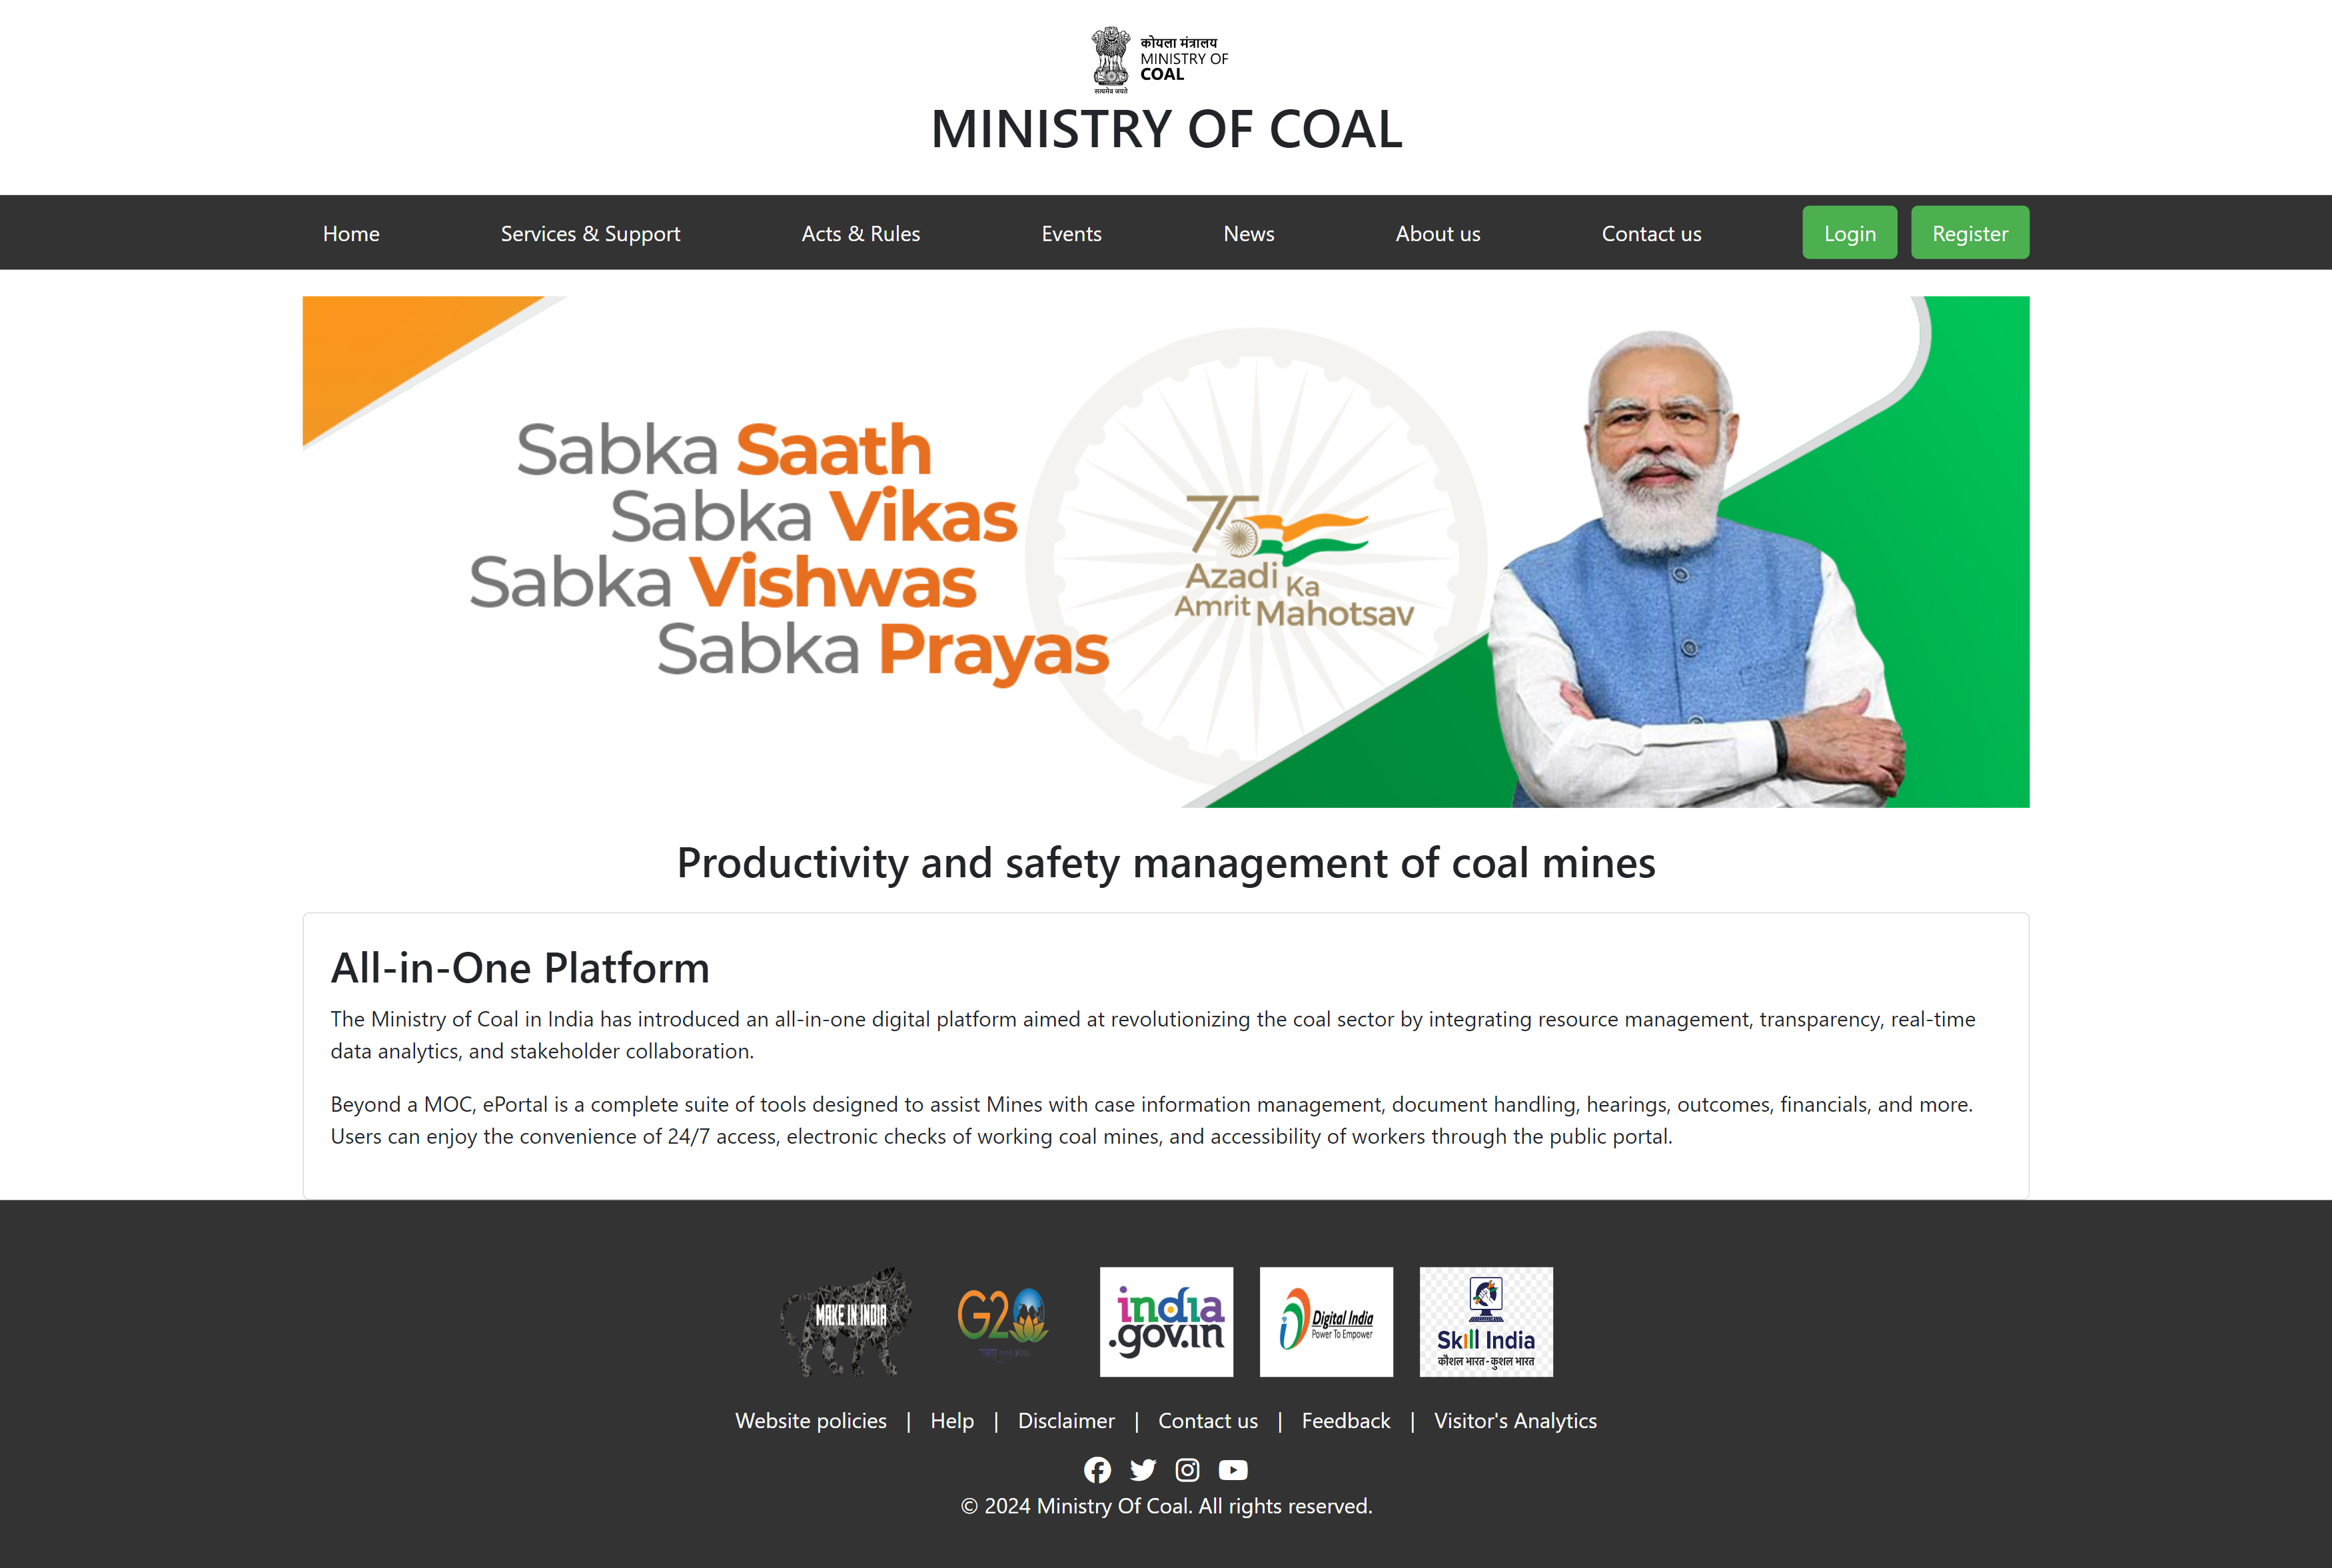 कोयला मंत्रालय
MINISTRY OF
COAL
सत्यमेव जयते
MINISTRY OF COAL
Home Services & Support Acts & Rules Events News About us Contact us Login Register
Sabka Saath
Sabka Vikas
Sabka Vishwas
Sabka Prayas
75
Azadi Ka
Amrit Mahotsav
Productivity and safety management of coal mines
All-in-One Platform
The Ministry of Coal in India has introduced an all-in-one digital platform aimed at revolutionizing the coal sector by integrating resource management, transparency, real-time
data analytics, and stakeholder collaboration.
Beyond a MOC, ePortal is a complete suite of tools designed to assist Mines with case information management, document handling, hearings, outcomes, financials, and more.
Users can enjoy the convenience of 24/7 access, electronic checks of working coal mines, and accessibility of workers through the public portal.
MAKE IN INDIA
G20
india
.gov.in
Digital India
Power To Empower
Skill India
कौशल भारत - कुशल भारत
Website policies | Help | Disclaimer | Contact us | Feedback | Visitor's Analytics
© 2024 Ministry Of Coal. All rights reserved.